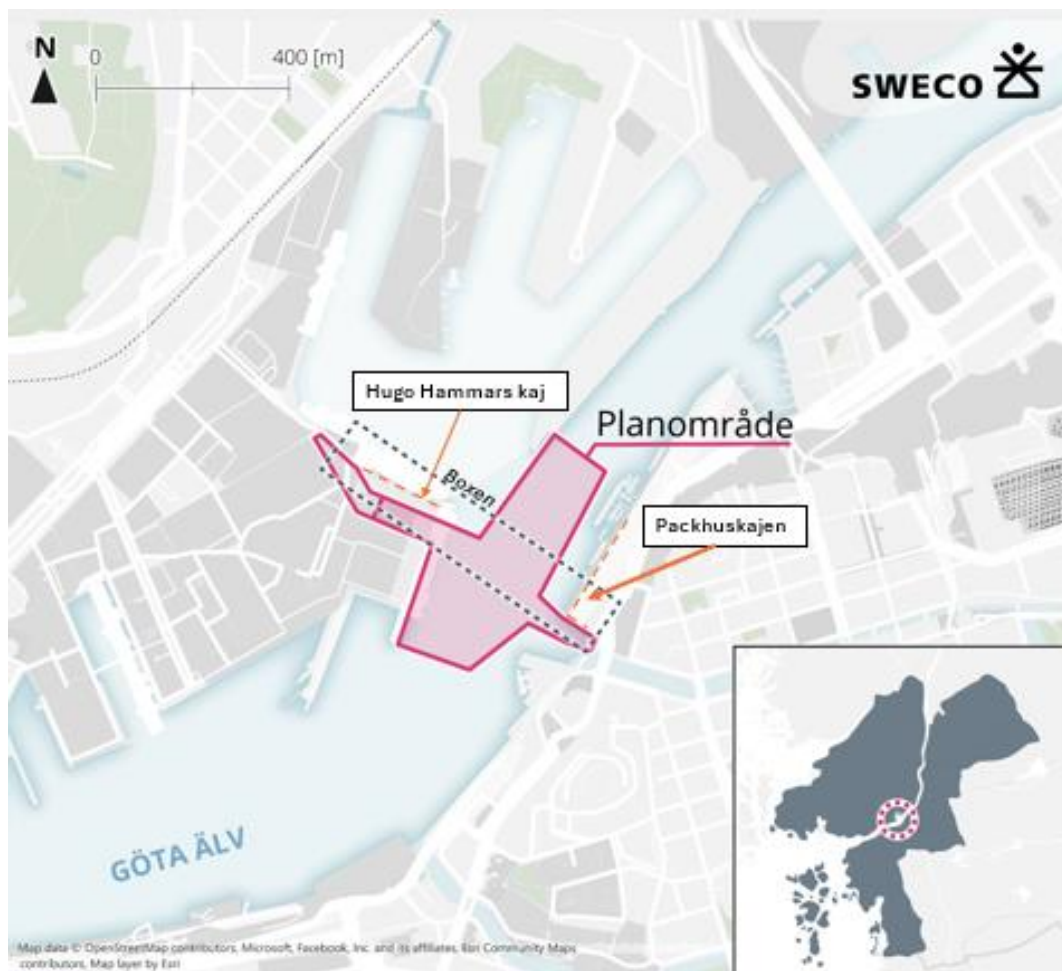 N
0 400 [m]
SWECO
Hugo Hammars kaj
Planområde
Boxen
Packhuskajen
GÖTA ÄLV
Map data © OpenStreetMap contributors, Microsoft, Facebook, Inc. and its affiliates, Esri Community Maps
contributors, Map layer by Esri